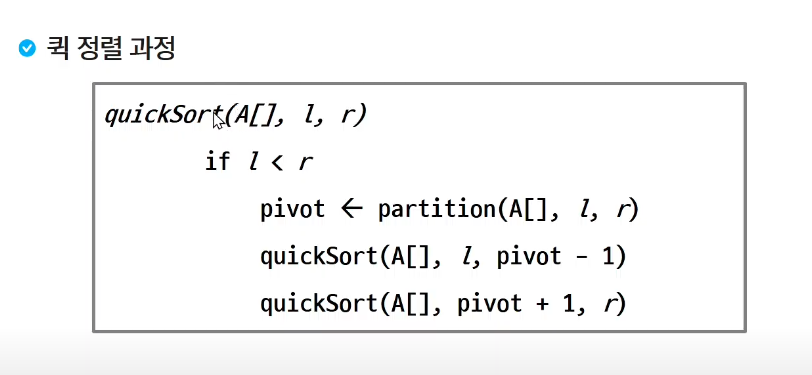 퀵 정렬 과정
quickSort(A[], l, r)
if l < r
pivot ← partition(A[], l, r)
quickSort(A[], l, pivot - 1)
quickSort(A[], pivot + 1, r)